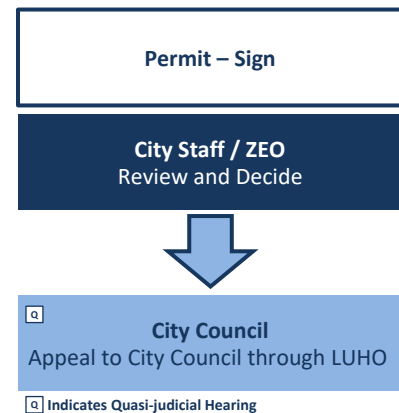 Permit – Sign
City Staff / ZEO
Review and Decide
Q
City Council
Appeal to City Council through LUHO
Q Indicates Quasi-judicial Hearing